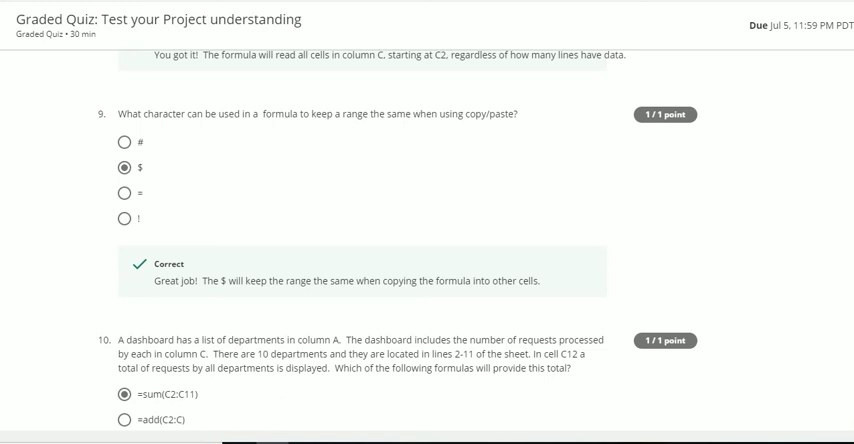 Graded Quiz: Test your Project understanding
Graded Quiz • 30 min
Due Jul 5, 11:59 PM PDT
You got it! The formula will read all cells in column C, starting at C2, regardless of how many lines have data.
9. What character can be used in a formula to keep a range the same when using copy/paste?
1 / 1 point
#
$
=
!
Correct
Great job! The $ will keep the range the same when copying the formula into other cells.
10. A dashboard has a list of departments in column A. The dashboard includes the number of requests processed
1 / 1 point
by each in column C. There are 10 departments and they are located in lines 2-11 of the sheet. In cell C12 a
total of requests by all departments is displayed. Which of the following formulas will provide this total?
=sum(C2:C11)
=add(C2:C)